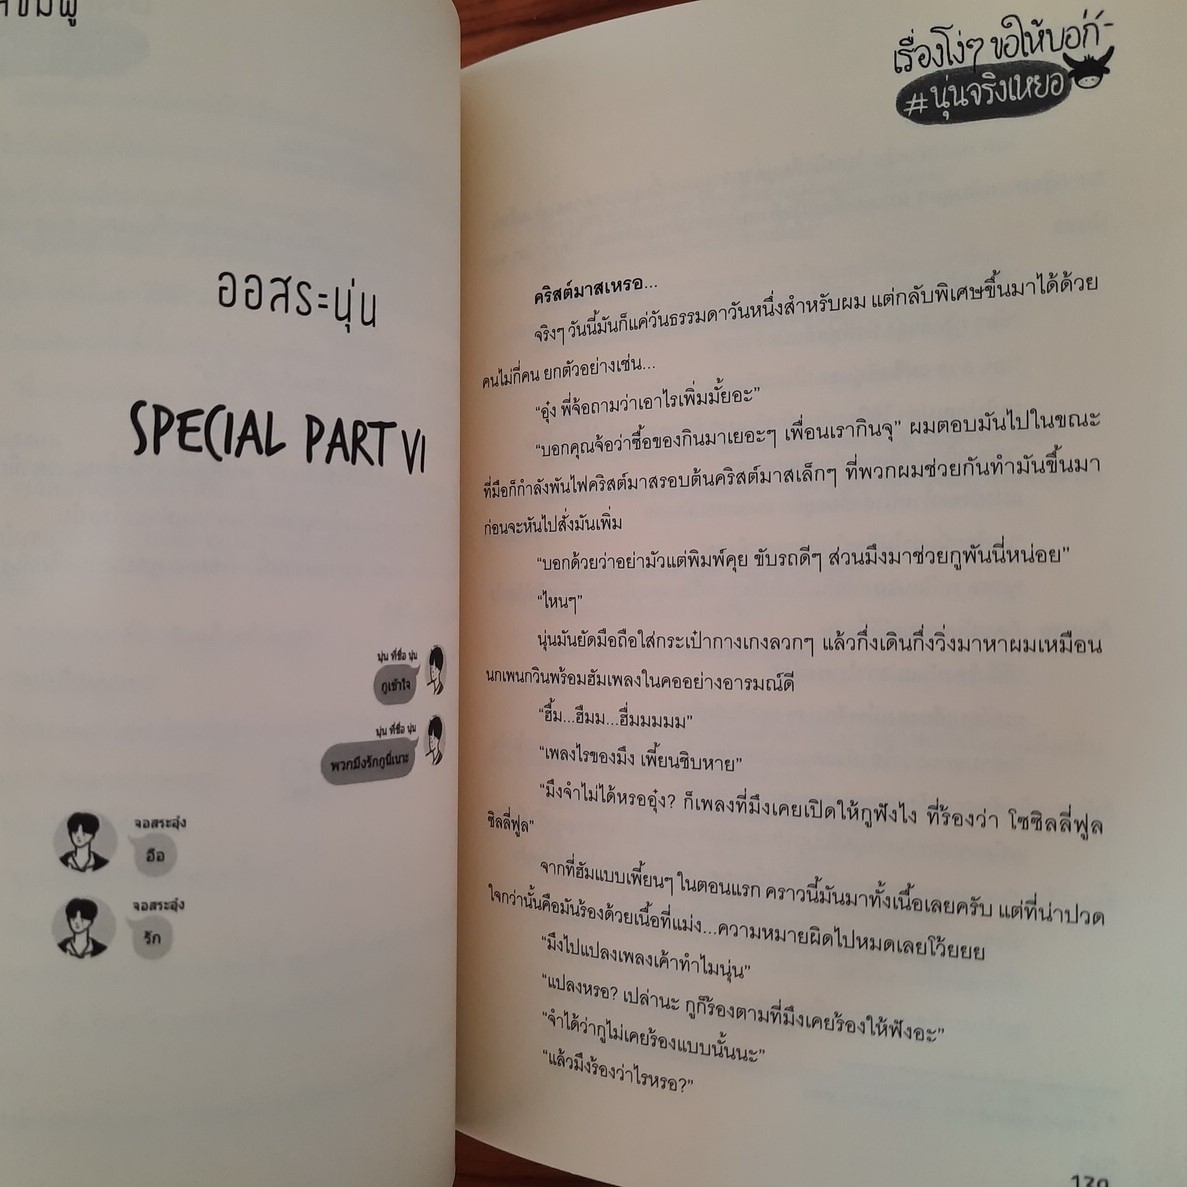 ออสระนุ่น
SPECIAL PART VI
นุ่น ที่ชื่อ นุ่น
กูเข้าใจ
นุ่น ที่ชื่อ นุ่น
พวกมึงรักกูนี่เนาะ
จอสระอุ๋ง
อือ
จอสระอุ๋ง
รัก
เรื่องโง่ๆ ขอให้บอก
#นุ่นจริงเหยอ
คริสต์มาสเหรอ...
จริงๆ วันนี้มันก็แค่วันธรรมดาวันหนึ่งสำหรับผม แต่กลับพิเศษขึ้นมาได้ด้วย
คนไม่กี่คน ยกตัวอย่างเช่น...
“อุ๋ง พี่จ้อถามว่าเอาไรเพิ่มมั้ยอะ”
“บอกคุณจ้อว่าซื้อของกินมาเยอะๆ เพื่อนเรากินจุ” ผมตอบมันไปในขณะ
ที่มือก็กำลังพันไฟคริสต์มาสรอบต้นคริสต์มาสเล็กๆ ที่พวกผมช่วยกันทำมันขึ้นมา
ก่อนจะหันไปสั่งมันเพิ่ม
“บอกด้วยว่าอย่ามัวแต่พิมพ์คุย ขับรถดีๆ ส่วนมึงมาช่วยกูพันนี่หน่อย”
“ไหนๆ”
นุ่นมันยัดมือถือใส่กระเป๋ากางเกงลวกๆ แล้วกึ่งเดินกึ่งวิ่งมาหาผมเหมือน
นกเพนกวินพร้อมฮัมเพลงในคออย่างอารมณ์ดี
“ฮื้ม...ฮืมม...ฮื่มมมมม”
“เพลงไรของมึง เพี้ยนชิบหาย”
“มึงจำไม่ได้หรออุ๋ง? ก็เพลงที่มึงเคยเปิดให้กูฟังไง ที่ร้องว่า โซซิลลี่ฟูล
ซิลลี่ฟูล”
จากที่ฮัมแบบเพี้ยนๆ ในตอนแรก คราวนี้มันมาทั้งเนื้อเลยครับ แต่ที่น่าปวด
ใจกว่านั้นคือมันร้องด้วยเนื้อที่แม่ง...ความหมายผิดไปหมดเลยโว้ยยย
“มึงไปแปลงเพลงเค้าทำไมนุ่น”
“แปลงหรอ? เปล่านะ กูก็ร้องตามที่มึงเคยร้องให้ฟังอะ”
“จำได้ว่ากูไม่เคยร้องแบบนั้นนะ”
“แล้วมึงร้องว่าไรหรอ?”